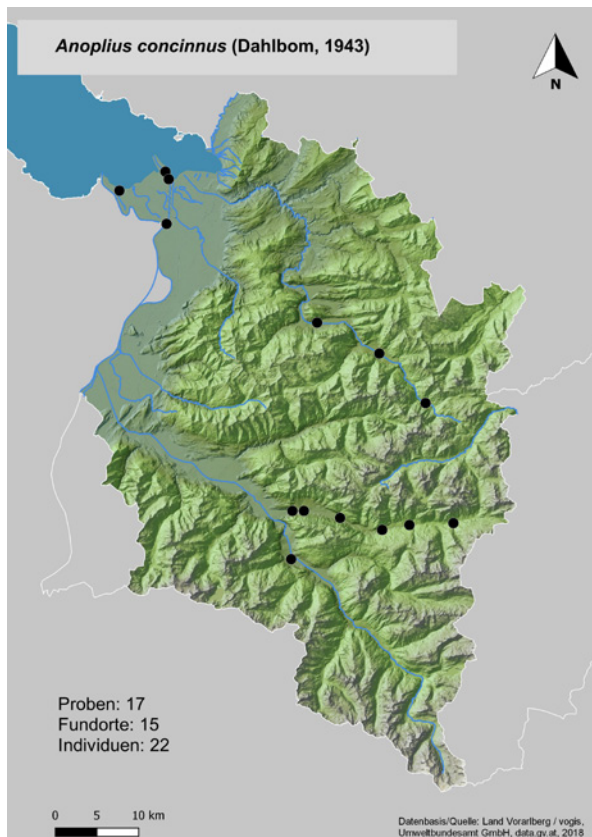 Anoplius concinnus (Dahlbom, 1943)
N
Proben: 17
Fundorte: 15
Individuen: 22
0 5 10 km
Datenbasis/Quelle: Land Vorarlberg / vogis,
Umweltbundesamt GmbH, data.gv.at, 2018